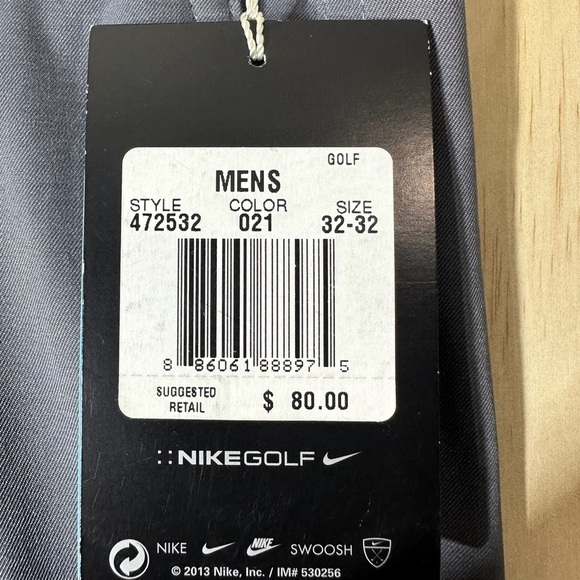 GOLF
MENS
STYLE COLOR SIZE
472532 021 32-32
8 86061 88897 5
SUGGESTED RETAIL $ 80.00
NIKEGOLF
NIKE NIKE SWOOSH
© 2013 Nike, Inc. / IM# 530256